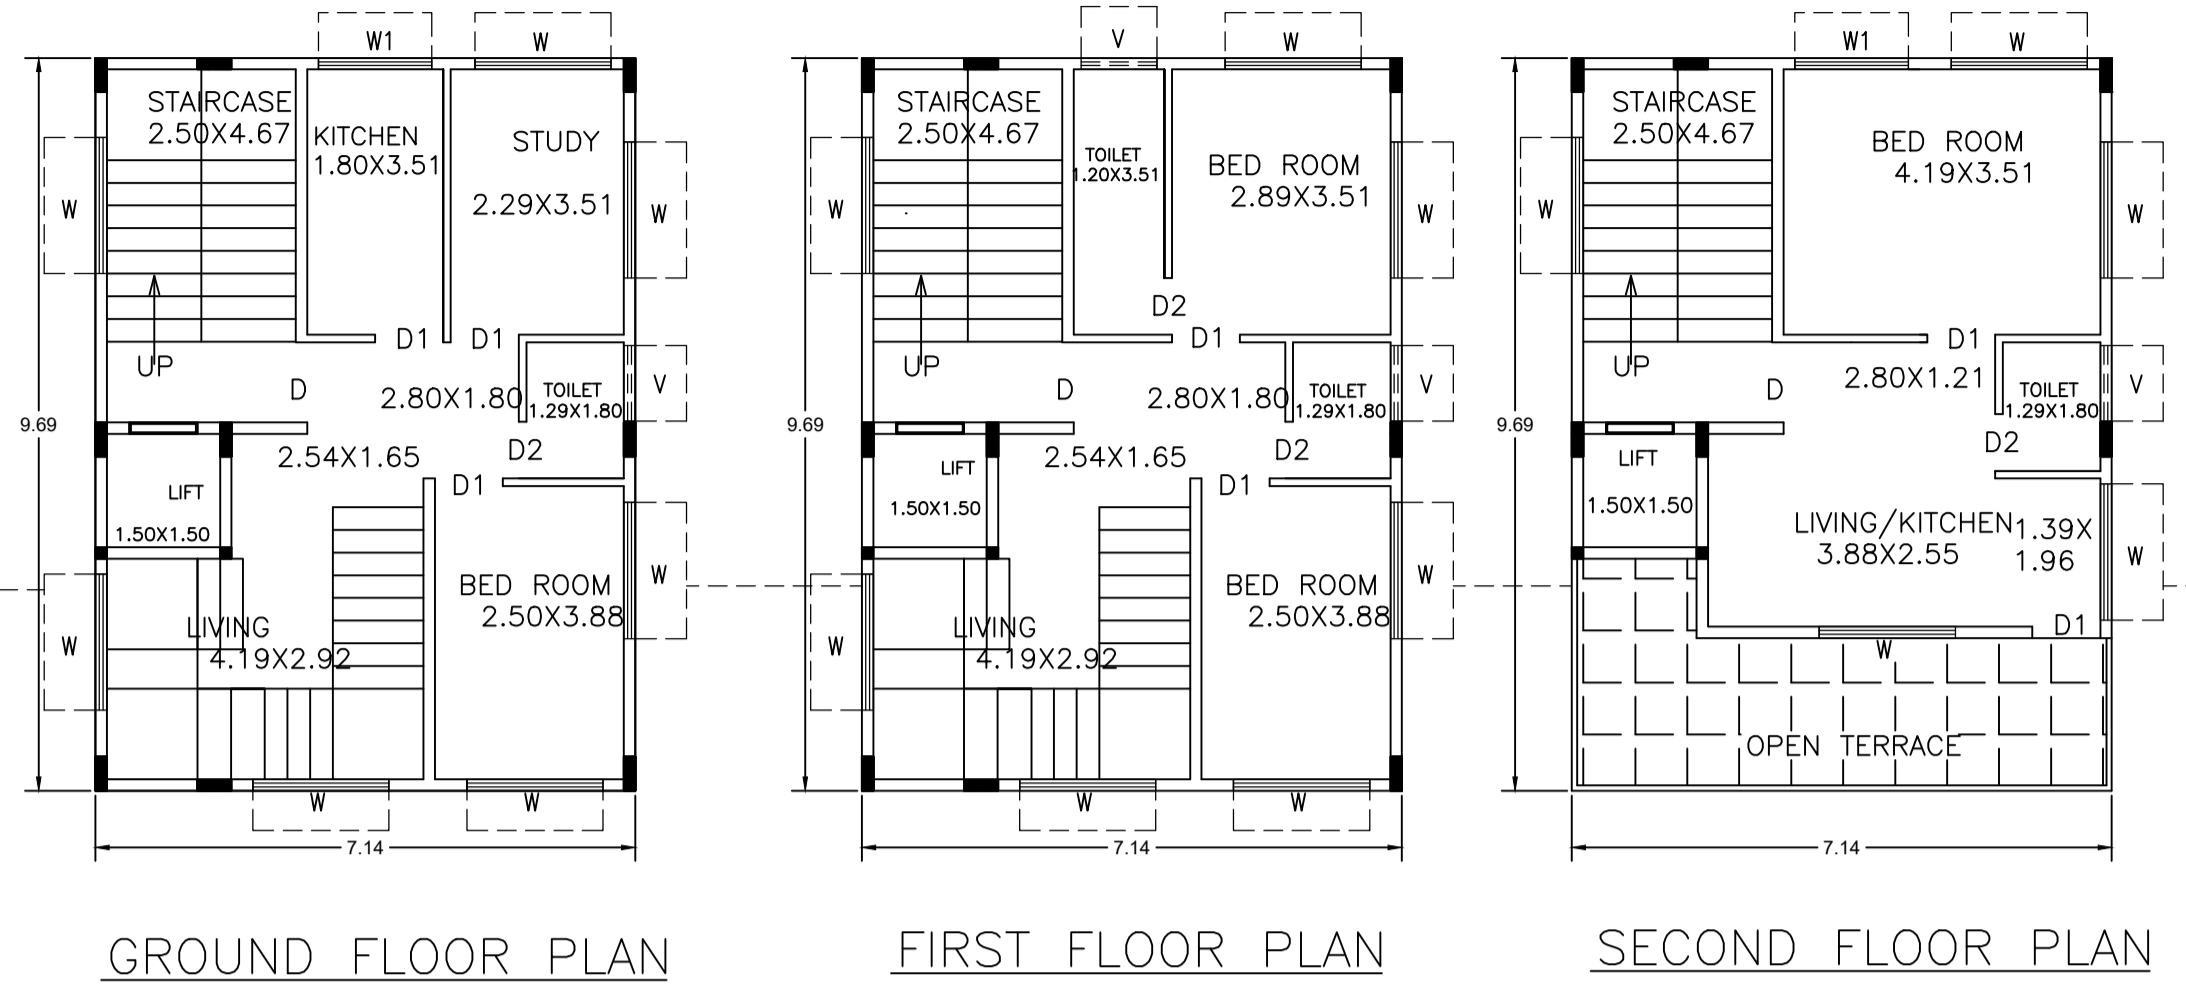 W1
W
STAIRCASE
2.50X4.67
KITCHEN
1.80X3.51
STUDY
2.29X3.51
W
W
D1
D1
UP
D
2.80X1.80
TOILET
1.29X1.80
V
9.69
2.54X1.65
D2
LIFT
1.50X1.50
D1
BED ROOM
2.50X3.88
W
LIVING
4.19X2.92
W
W
W
7.14
GROUND FLOOR PLAN
V
W
STAIRCASE
2.50X4.67
TOILET
1.20X3.51
BED ROOM
2.89X3.51
W
W
D2
D1
UP
D
2.80X1.80
TOILET
1.29X1.80
V
9.69
2.54X1.65
D2
LIFT
1.50X1.50
D1
BED ROOM
2.50X3.88
W
LIVING
4.19X2.92
W
W
W
7.14
FIRST FLOOR PLAN
W1
W
STAIRCASE
2.50X4.67
BED ROOM
4.19X3.51
W
W
D1
UP
D
2.80X1.21
TOILET
1.29X1.80
V
9.69
D2
LIFT
1.50X1.50
LIVING/KITCHEN
3.88X2.55
1.39X
1.96
W
D1
W
OPEN TERRACE
7.14
SECOND FLOOR PLAN